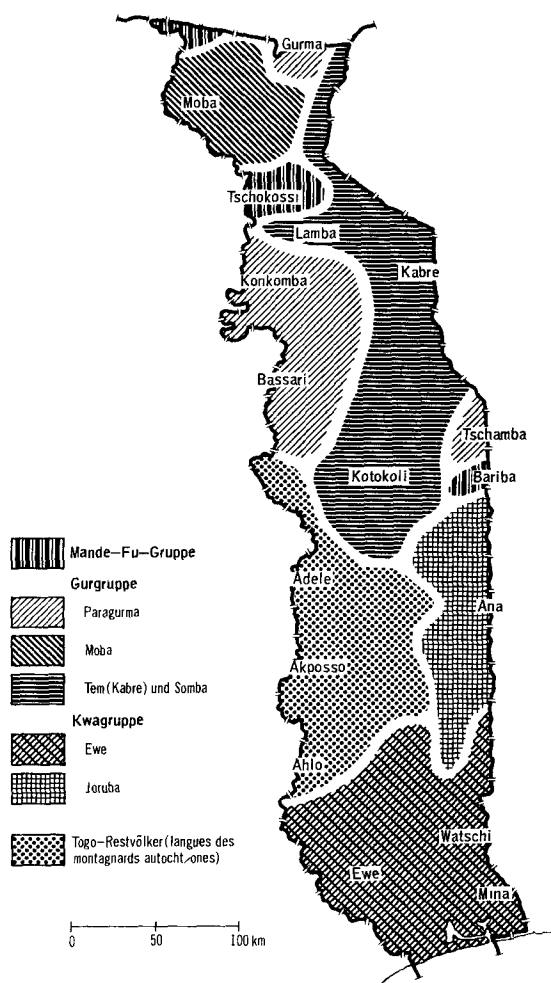 Gurma
Moba
Tschokossi
Lamba
Kabre
Konkomba
Bassari
Tschamba
Kotokoli
Bariba
Adele
Ana
Akposso
Ahlo
Watschi
Ewe
Mina
Mande-Fu-Gruppe
Gurgruppe
Paragurma
Moba
Tem (Kabre) und Somba
Kwagruppe
Ewe
Joruba
Togo-Restvölker (langues des
montagnards autocht,ones)
0 50 100 km